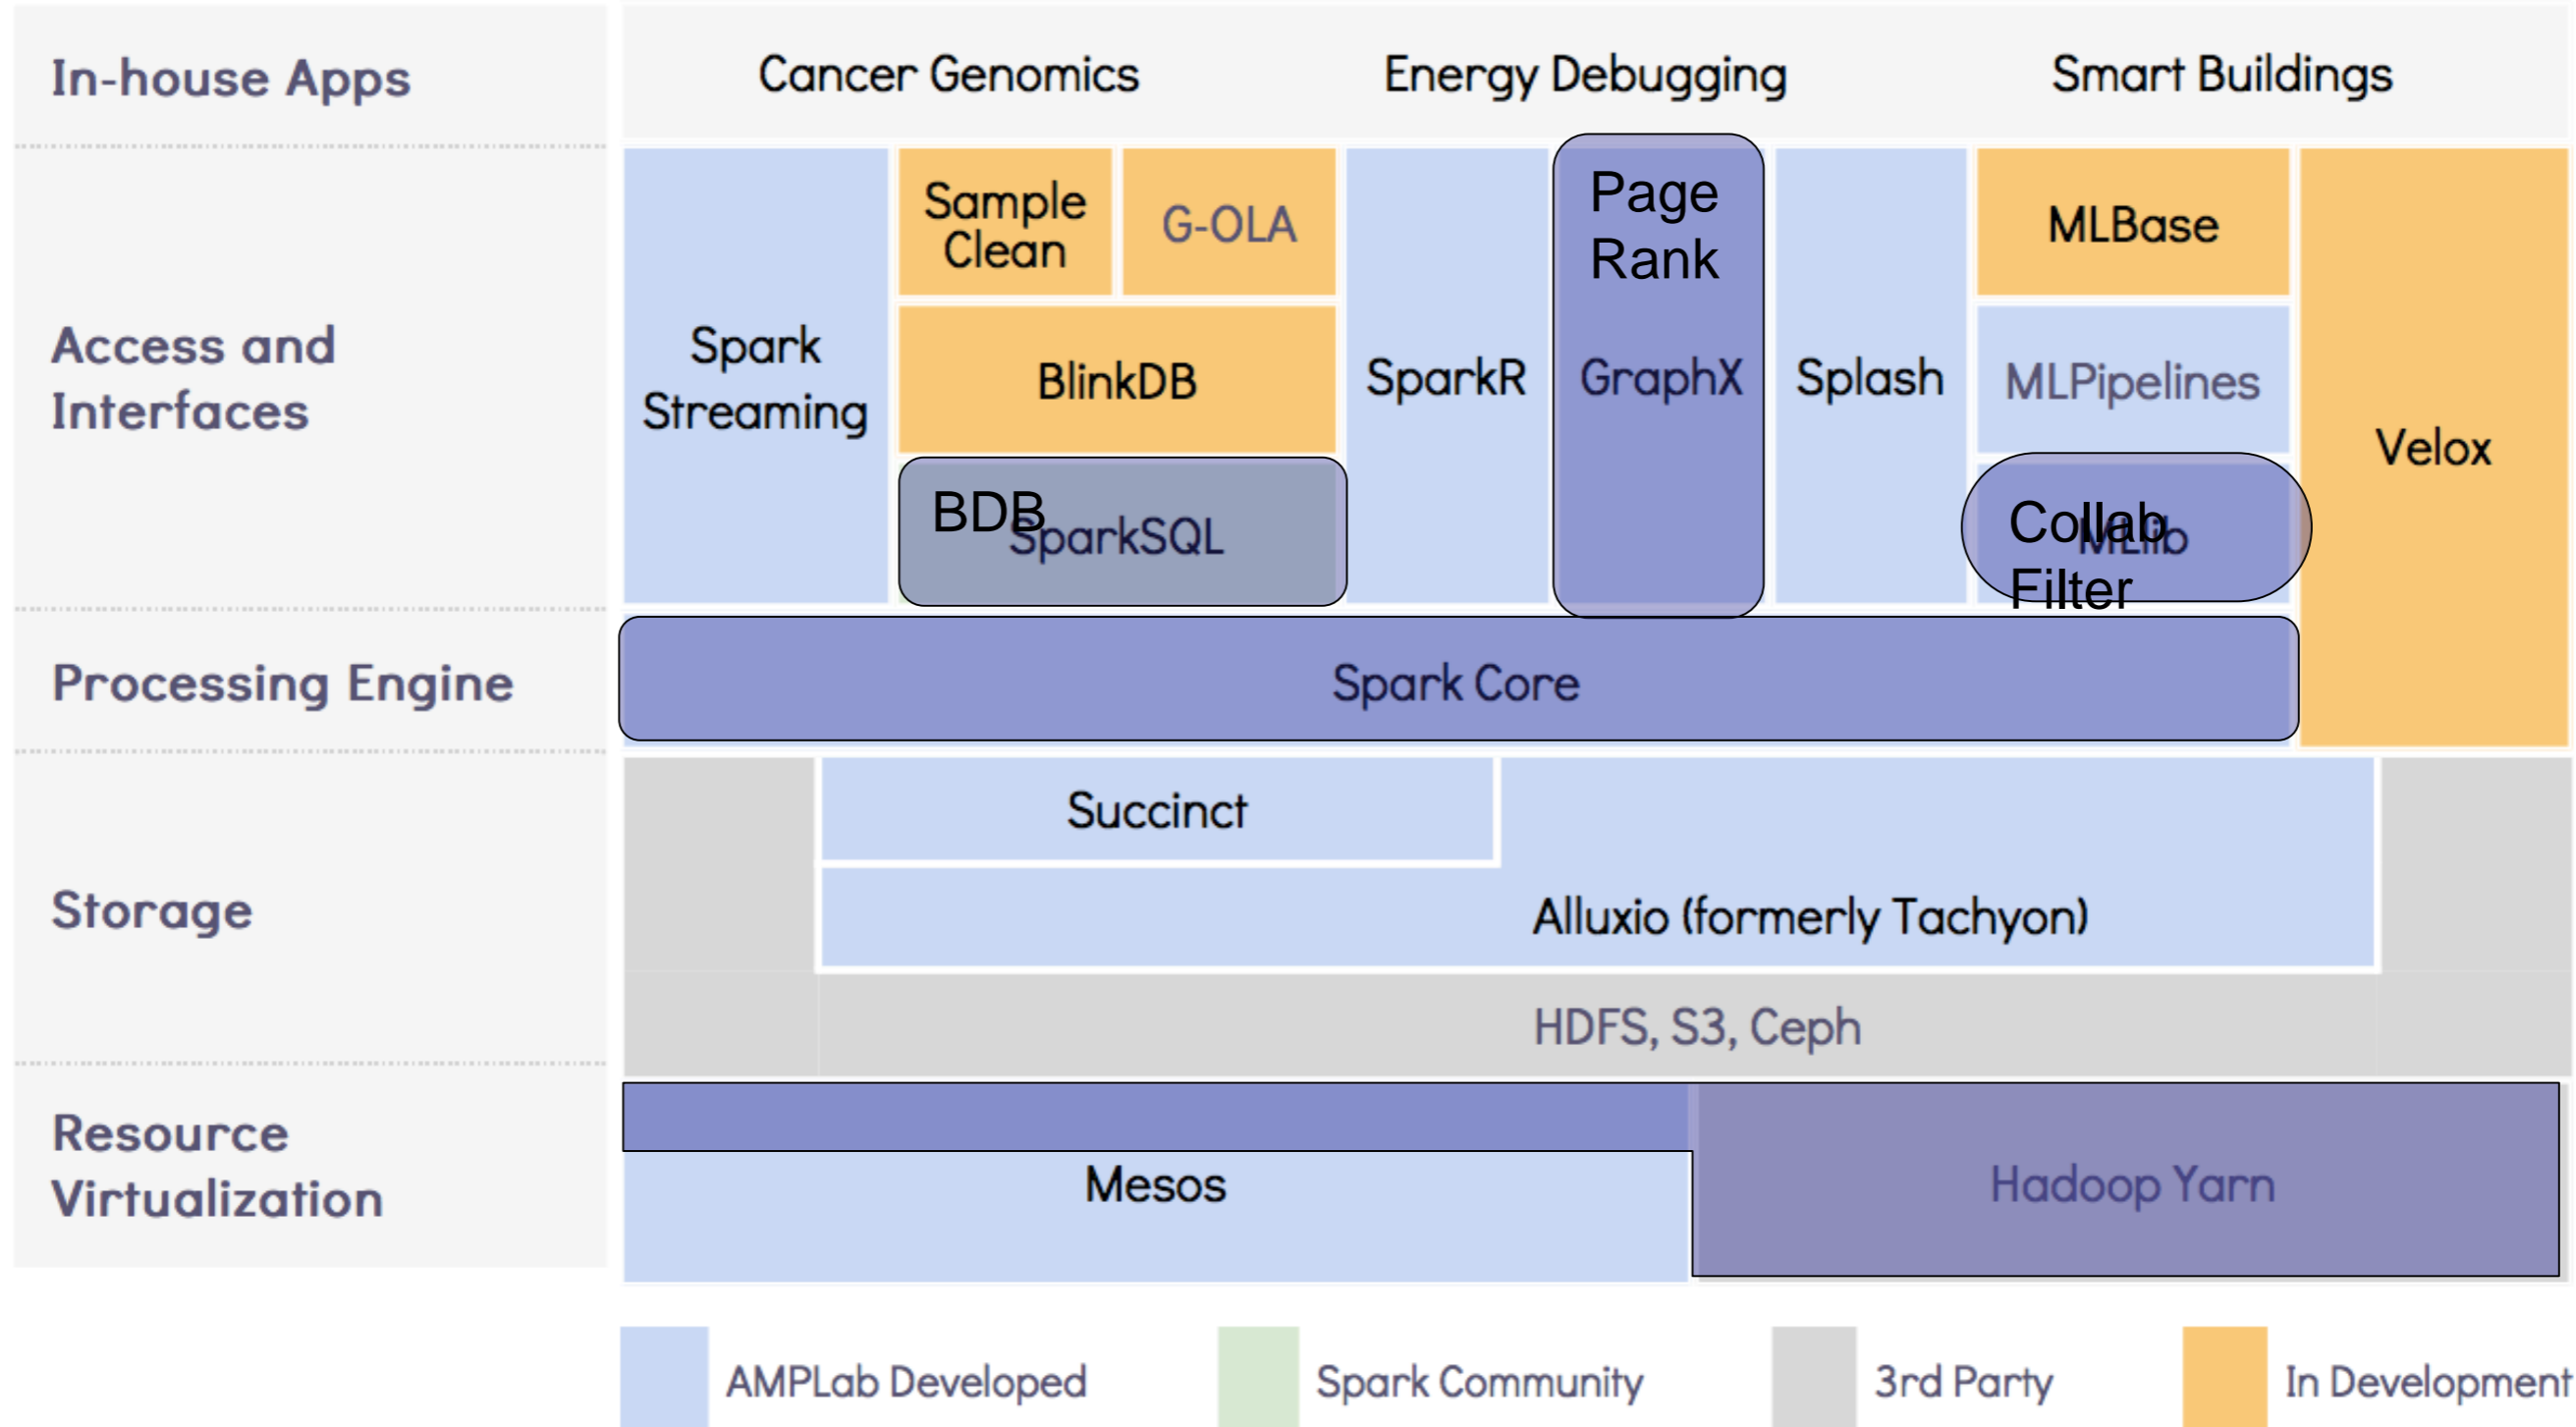 In-house Apps
Cancer Genomics
Energy Debugging
Smart Buildings
Access and
Interfaces
Spark
Streaming
Sample
Clean
G-OLA
BlinkDB
BDB
SparkSQL
SparkR
Page
Rank
GraphX
Splash
MLBase
MLPipelines
Collab
Filter
MLlib
Velox
Processing Engine
Spark Core
Storage
Succinct
Alluxio (formerly Tachyon)
HDFS, S3, Ceph
Resource
Virtualization
Mesos
Hadoop Yarn
AMPLab Developed
Spark Community
3rd Party
In Development